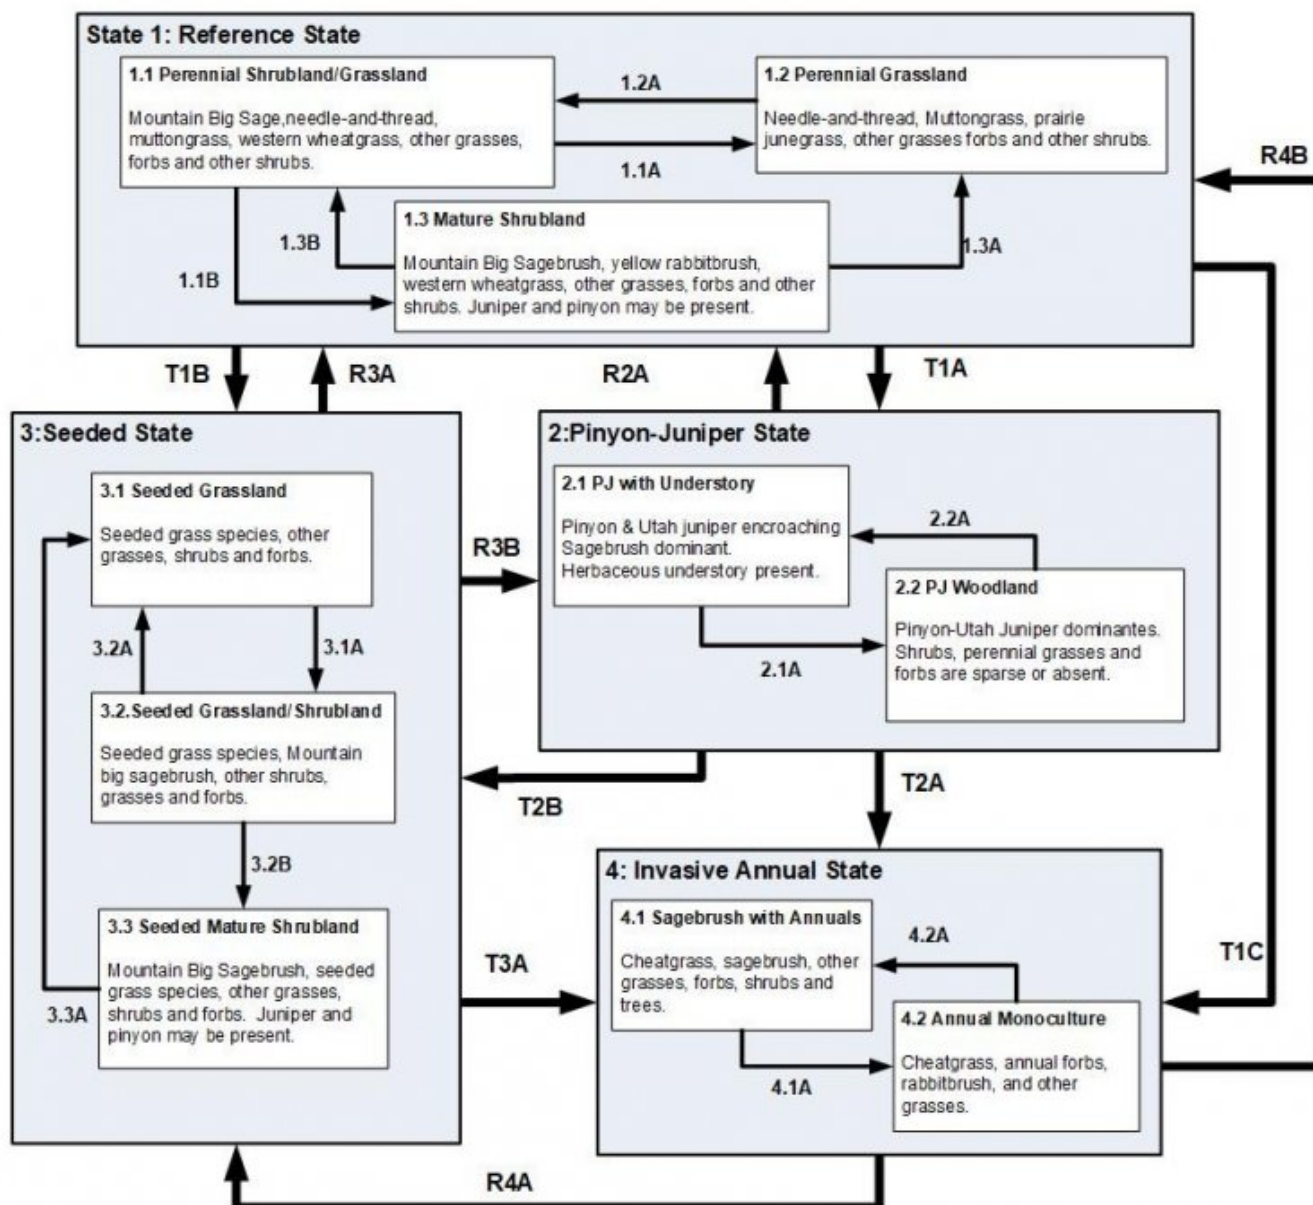 State 1: Reference State
1.1 Perennial Shrubland/Grassland
Mountain Big Sage,needle-and-thread,
muttongrass, western wheatgrass, other grasses,
forbs and other shrubs.
1.2A
1.1A
1.2 Perennial Grassland
Needle-and-thread, Muttongrass, prairie
junegrass, other grasses forbs and other shrubs.
R4B
1.3B
1.1B
1.3 Mature Shrubland
Mountain Big Sagebrush, yellow rabbitbrush,
western wheatgrass, other grasses, forbs and other
shrubs. Juniper and pinyon may be present.
1.3A
T1B
R3A
R2A
T1A
3:Seeded State
3.1 Seeded Grassland
Seeded grass species, other
grasses, shrubs and forbs.
3.2A
3.1A
3.2.Seeded Grassland/Shrubland
Seeded grass species, Mountain
big sagebrush, other shrubs,
grasses and forbs.
3.2B
3.3 Seeded Mature Shrubland
Mountain Big Sagebrush, seeded
grass species, other grasses,
shrubs and forbs. Juniper and
pinyon may be present.
3.3A
R3B
2:Pinyon-Juniper State
2.1 PJ with Understory
Pinyon & Utah juniper encroaching
Sagebrush dominant.
Herbaceous understory present.
2.2A
2.1A
2.2 PJ Woodland
Pinyon-Utah Juniper dominantes.
Shrubs, perennial grasses and
forbs are sparse or absent.
T2B
T2A
T3A
4: Invasive Annual State
4.1 Sagebrush with Annuals
Cheatgrass, sagebrush, other
grasses, forbs, shrubs and
trees.
4.2A
4.1A
4.2 Annual Monoculture
Cheatgrass, annual forbs,
rabbitbrush, and other
grasses.
T1C
R4A